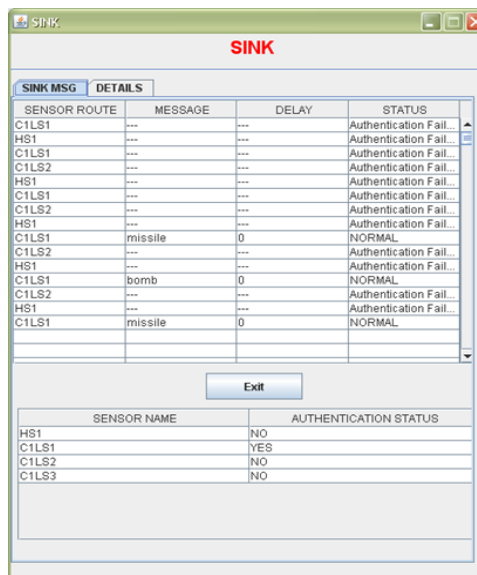 SINK
SINK
SINK MSG DETAILS
SENSOR ROUTE MESSAGE DELAY STATUS
C1LS1 --- --- Authentication Fail...
HS1 --- --- Authentication Fail...
C1LS1 --- --- Authentication Fail...
C1LS2 --- --- Authentication Fail...
HS1 --- --- Authentication Fail...
C1LS1 --- --- Authentication Fail...
C1LS2 --- --- Authentication Fail...
HS1 --- --- Authentication Fail...
C1LS1 missile 0 NORMAL
C1LS2 --- --- Authentication Fail...
HS1 --- --- Authentication Fail...
C1LS1 bomb 0 NORMAL
C1LS2 --- --- Authentication Fail...
HS1 --- --- Authentication Fail...
C1LS1 missile 0 NORMAL
Exit
SENSOR NAME AUTHENTICATION STATUS
HS1 NO
C1LS1 YES
C1LS2 NO
C1LS3 NO